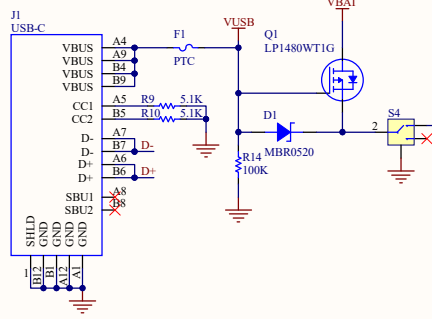 J1
USB-C
VBUS A4
VBUS A9
VBUS B4
VBUS B9
CC1 A5 R9 5.1K
CC2 B5 R10 5.1K
D- A7
D- B7 D-
D+ A6
D+ B6 D+
SBU1 A8
SBU2 B8
SHLD GND GND GND GND
1 B12 B1 A12 A1
F1
PTC
VUSB
Q1
LP1480WT1G
VBAT
D1
MBR0520
R14
100K
2
S4